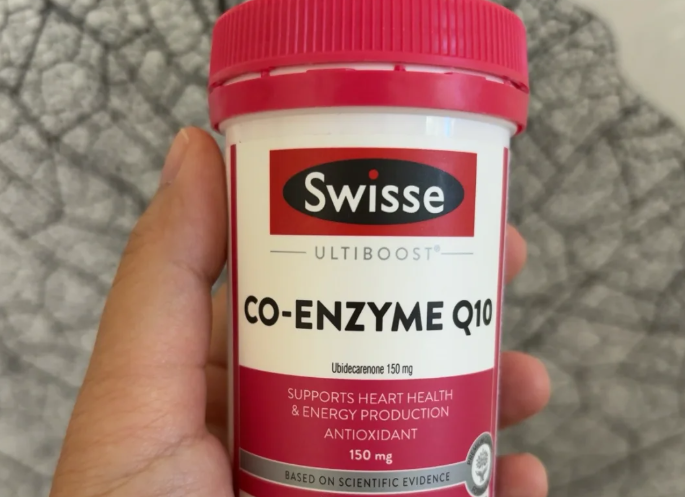 Swisse
ULTIBOOST®
CO-ENZYME Q10
Ubidecarenone 150 mg
SUPPORTS HEART HEALTH
& ENERGY PRODUCTION
ANTIOXIDANT
150 mg
BASED ON SCIENTIFIC EVIDENCE